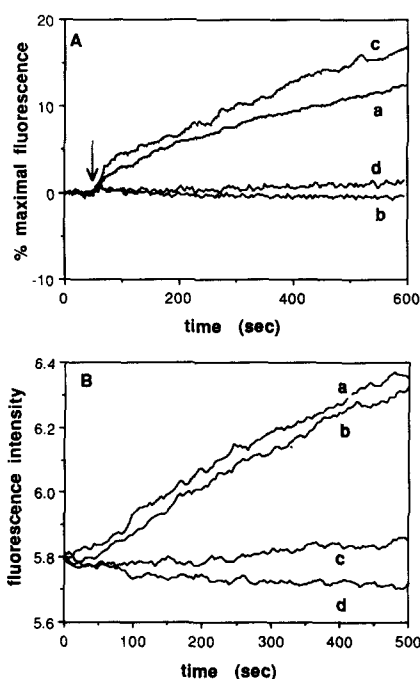 A
20
10
0
-10
% maximal fluorescence
c
a
d
b
0
200
400
600
time (sec)
B
6.4
6.2
6.0
5.8
5.6
fluorescence intensity
a
b
c
d
0
100
200
300
400
500
time (sec)